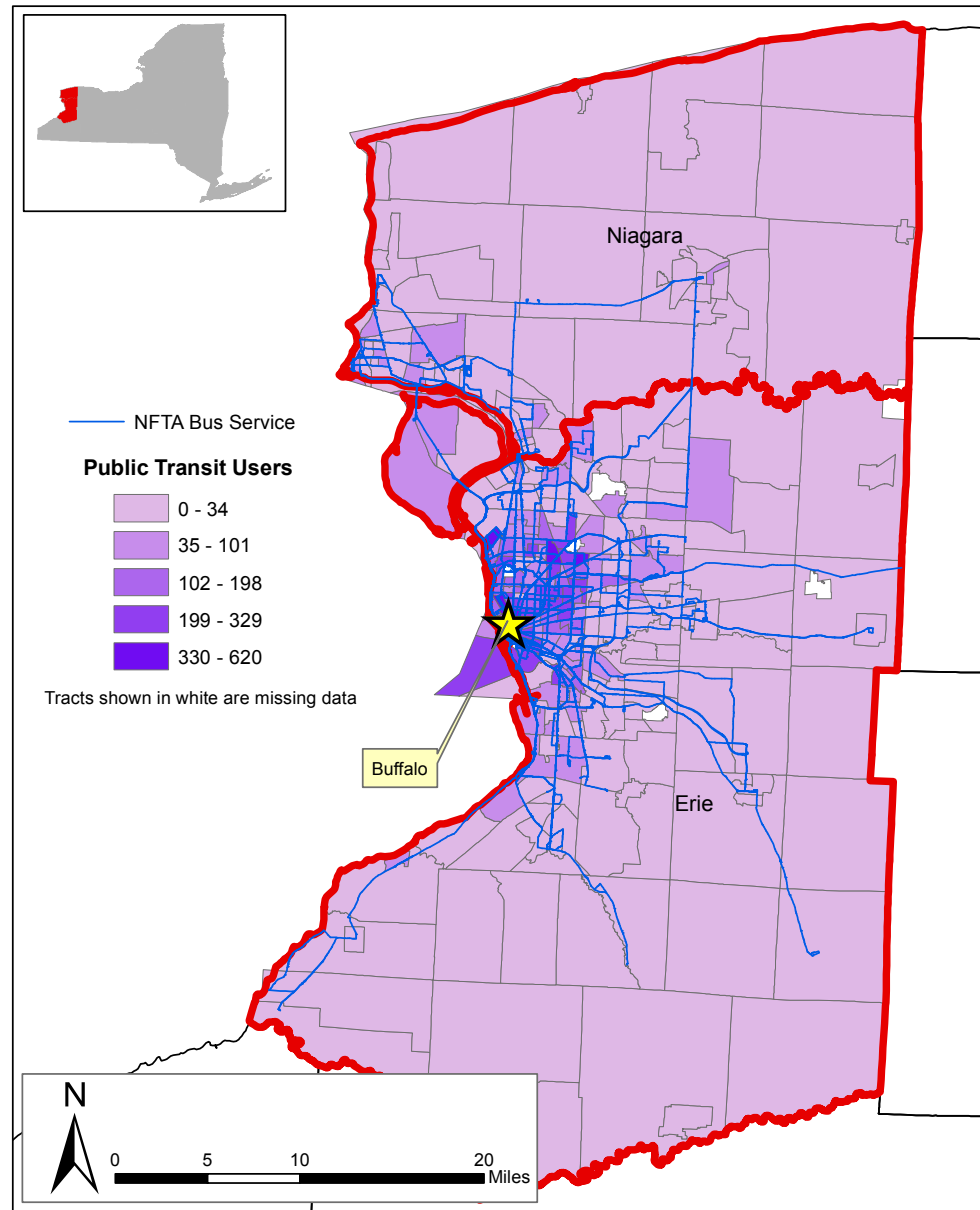 Niagara
NFTA Bus Service
Public Transit Users
0 - 34
35 - 101
102 - 198
199 - 329
330 - 620
Tracts shown in white are missing data
Buffalo
Erie
N
0 5 10 20
Miles